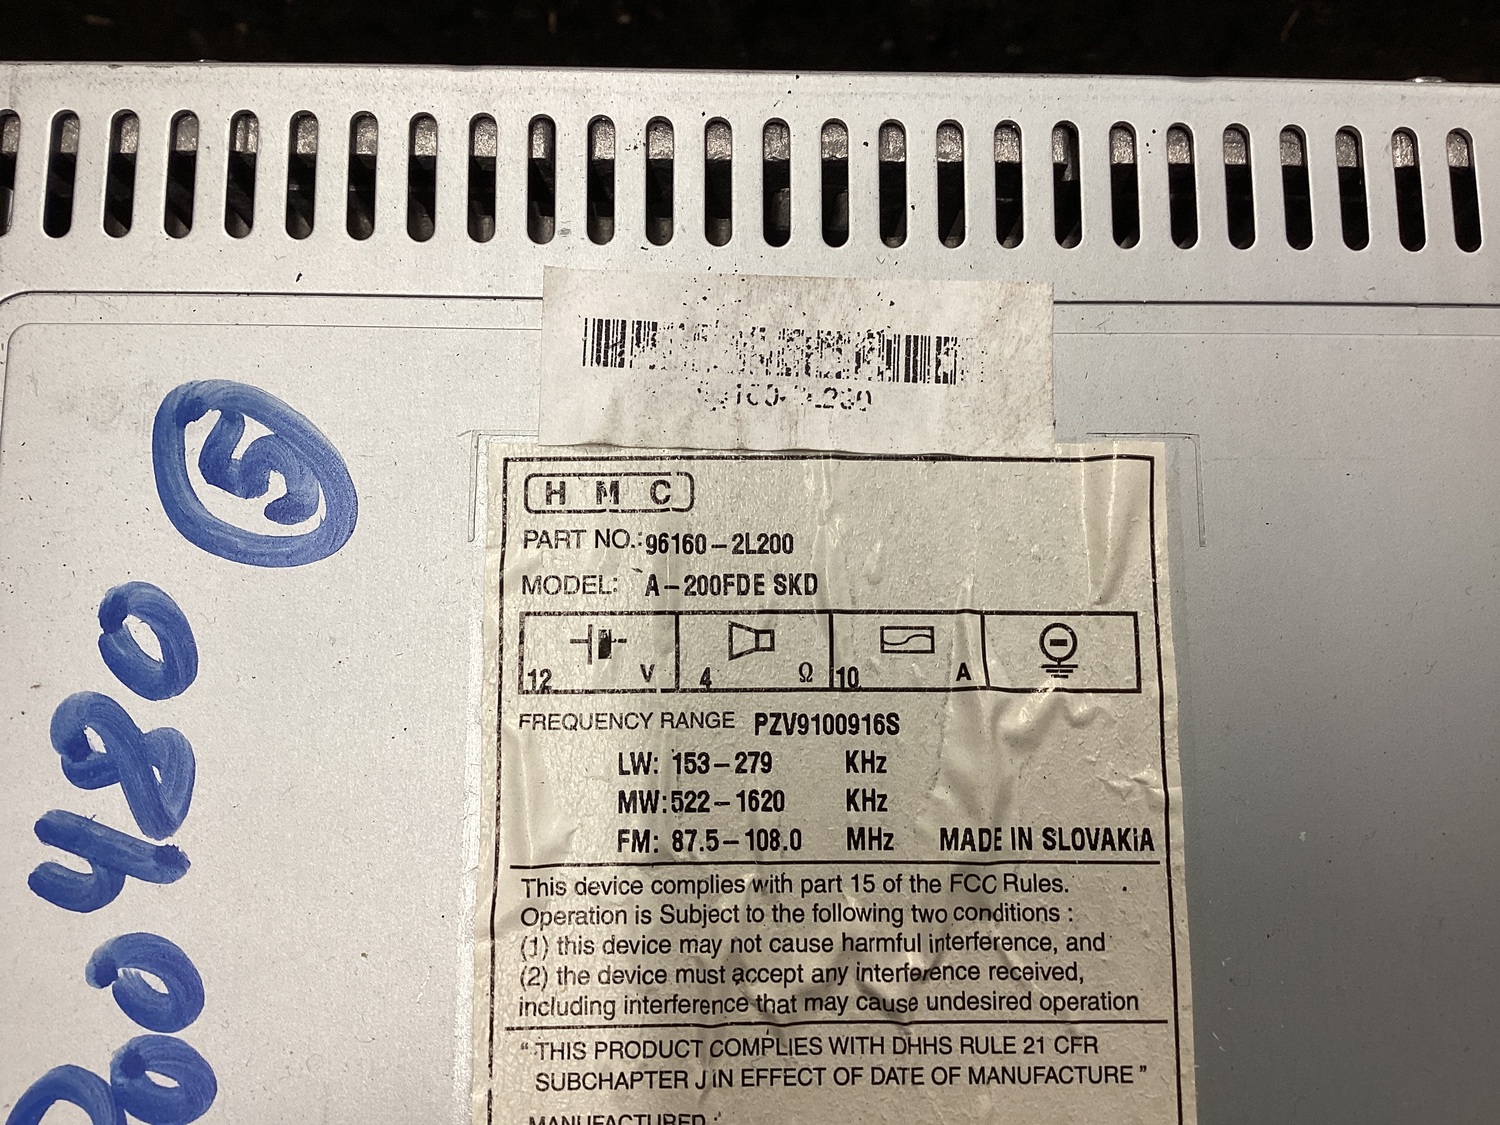 H M C
PART NO.: 96160-2L200
MODEL: A-200FDE SKD
12 V 4 Ω 10 A
FREQUENCY RANGE PZV9100916S
LW: 153-279 KHz
MW: 522-1620 KHz
FM: 87.5-108.0 MHz MADE IN SLOVAKiA
This device complies with part 15 of the FCC Rules.
Operation is Subject to the following two conditions :
(1) this device may not cause harmful interference, and
(2) the device must accept any interference received,
including interference that may cause undesired operation
“ THIS PRODUCT COMPLIES WITH DHHS RULE 21 CFR
SUBCHAPTER J IN EFFECT OF DATE OF MANUFACTURE ”
MANUFACTURED :
5
480